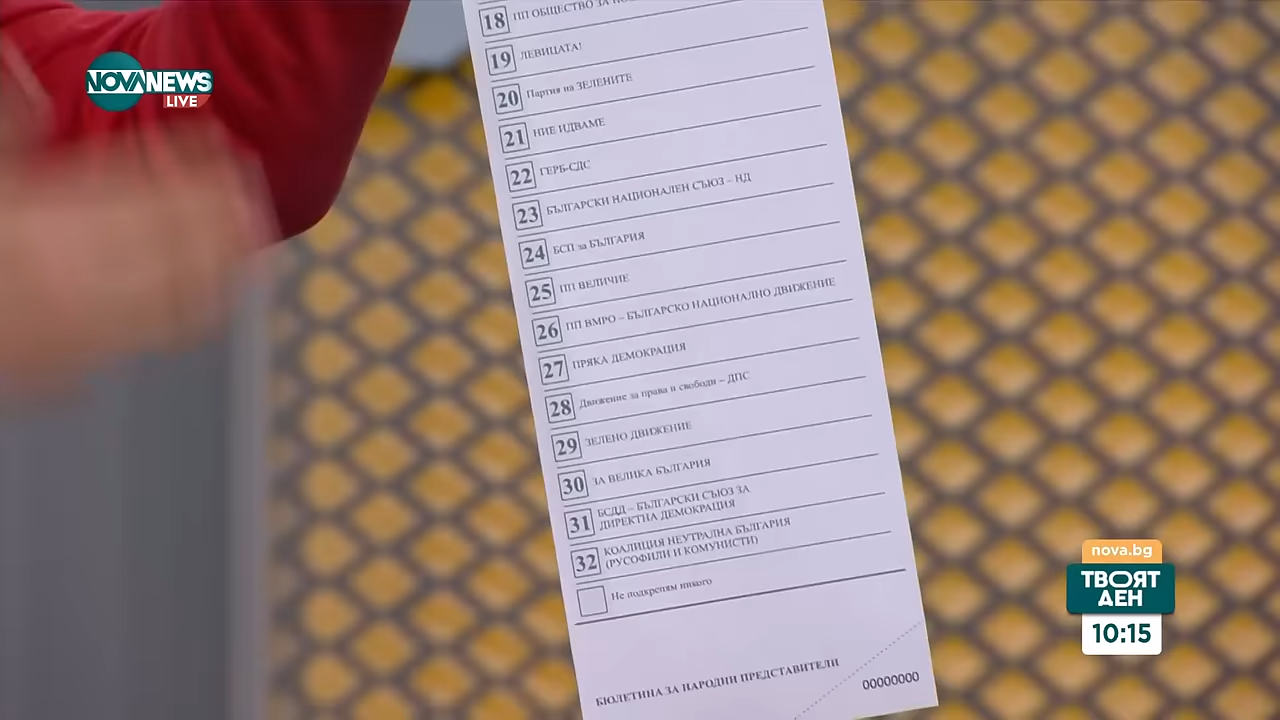 NOVANEWS
LIVE
18 ПП ОБЩЕСТВО ЗА
19 ЛЕВИЦАТА!
20 Партия на ЗЕЛЕНИТЕ
21 НИЕ ИДВАМЕ
22 ГЕРБ-СДС
23 БЪЛГАРСКИ НАЦИОНАЛЕН СЪЮЗ – НД
24 БСП за БЪЛГАРИЯ
25 ПП ВЕЛИЧИЕ
26 ПП ВМРО – БЪЛГАРСКО НАЦИОНАЛНО ДВИЖЕНИЕ
27 ПРЯКА ДЕМОКРАЦИЯ
28 Движение за права и свободи – ДПС
29 ЗЕЛЕНО ДВИЖЕНИЕ
30 ЗА ВЕЛИКА БЪЛГАРИЯ
31 БСДД – БЪЛГАРСКИ СЪЮЗ ЗА
ДИРЕКТНА ДЕМОКРАЦИЯ
32 КОАЛИЦИЯ НЕУТРАЛНА БЪЛГАРИЯ
(РУСОФИЛИ И КОМУНИСТИ)
Не подкрепям никого
БЮЛЕТИНА ЗА НАРОДНИ ПРЕДСТАВИТЕЛИ
00000000
nova.bg
ТВОЯТ
ДЕН
10:15